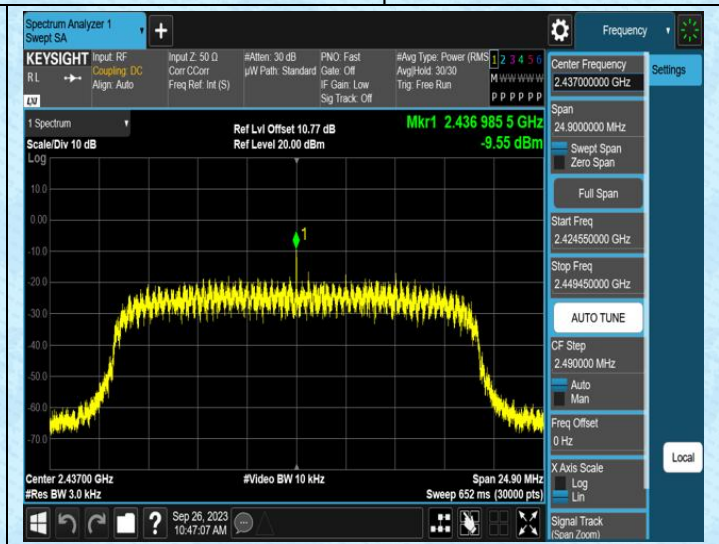 Spectrum Analyzer 1
Swept SA
+
Frequency
KEYSIGHT
RL
LXI
Input: RF
Coupling: DC
Align: Auto
Input Z: 50 Ω
Corr CCorr
Freq Ref: Int (S)
#Atten: 30 dB
µW Path: Standard
PNO: Fast
Gate: Off
IF Gain: Low
Sig Track: Off
#Avg Type: Power (RMS
Avg|Hold: 30/30
Trig: Free Run
1 2 3 4 5 6
M W W W W W
P P P P P P
Center Frequency
2.437000000 GHz
Settings
Span
24.9000000 MHz
Swept Span
Zero Span
Full Span
Start Freq
2.424550000 GHz
Stop Freq
2.449450000 GHz
AUTO TUNE
CF Step
2.490000 MHz
Auto
Man
Freq Offset
0 Hz
X Axis Scale
Log
Lin
Signal Track
(Span Zoom)
Local
1 Spectrum
Scale/Div 10 dB
Log
Ref Lvl Offset 10.77 dB
Ref Level 20.00 dBm
Mkr1 2.436 985 5 GHz
-9.55 dBm
10.0
0.00
-10.0
-20.0
-30.0
-40.0
-50.0
-60.0
-70.0
1
Center 2.43700 GHz
#Res BW 3.0 kHz
#Video BW 10 kHz
Span 24.90 MHz
Sweep 652 ms (30000 pts)
?
Sep 26, 2023
10:47:07 AM